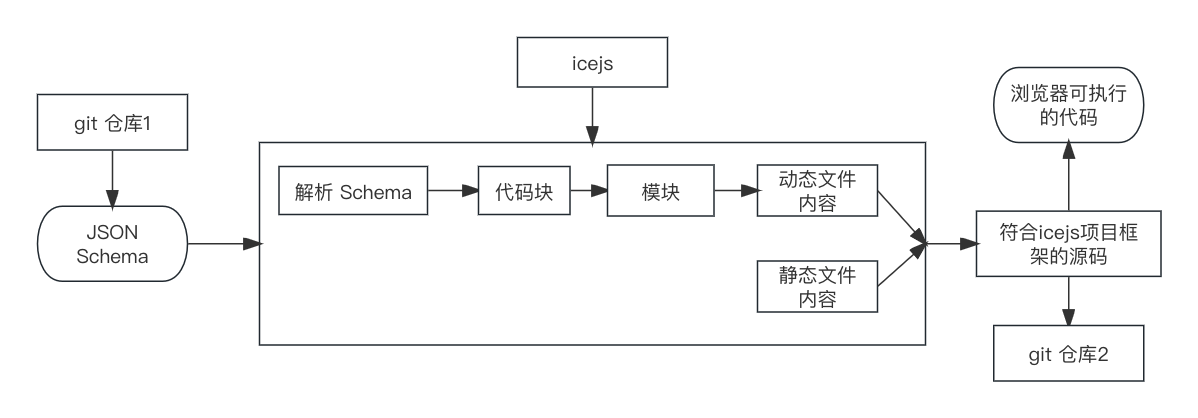 icejs
git 仓库1
JSON
Schema
解析 Schema
代码块
模块
动态文件
内容
静态文件
内容
浏览器可执行
的代码
符合icejs项目框
架的源码
git 仓库2